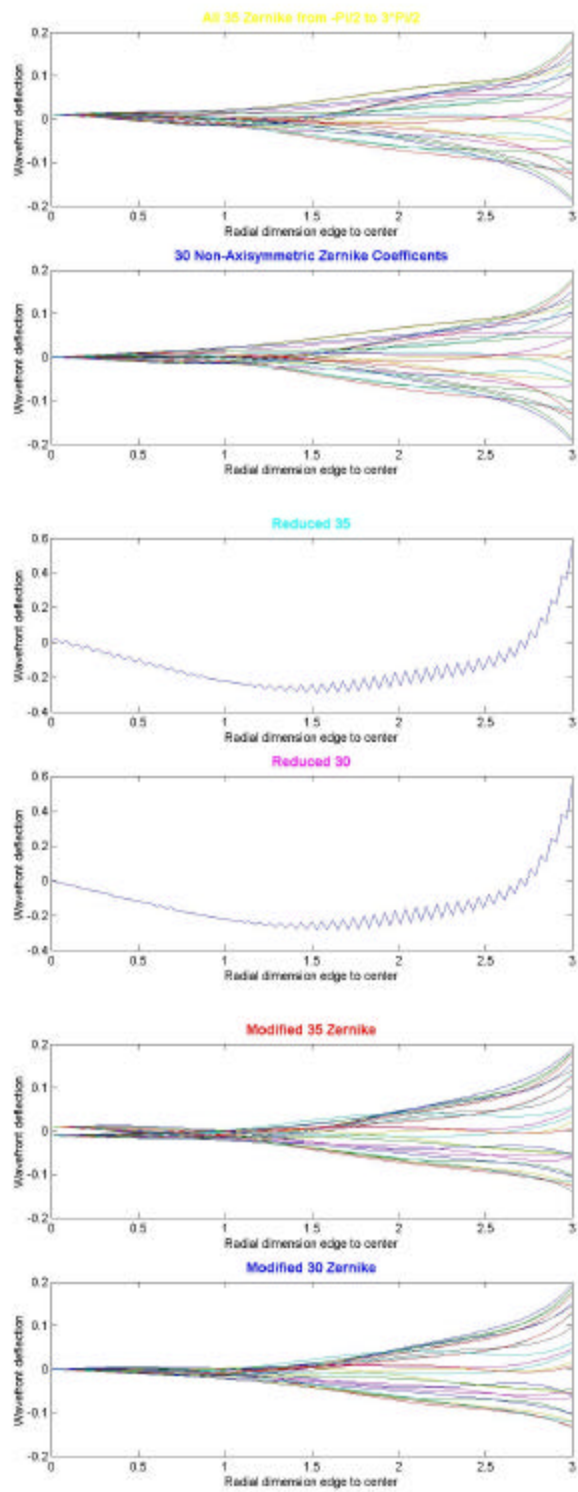 All 35 Zernike from -Pi/2 to 3*Pi/2
Wavefront deflection
0.2
0.1
0
-0.1
-0.2
0 0.5 1 1.5 2 2.5 3
Radial dimension edge to center
30 Non-Axisymmetric Zernike Coefficents
Wavefront deflection
0.2
0.1
0
-0.1
-0.2
0 0.5 1 1.5 2 2.5 3
Radial dimension edge to center
Reduced 35
Wavefront deflection
0.6
0.4
0.2
0
-0.2
-0.4
0 0.5 1 1.5 2 2.5 3
Radial dimension edge to center
Reduced 30
Wavefront deflection
0.6
0.4
0.2
0
-0.2
-0.4
0 0.5 1 1.5 2 2.5 3
Radial dimension edge to center
Modified 35 Zernike
Wavefront deflection
0.2
0.1
0
-0.1
-0.2
0 0.5 1 1.5 2 2.5 3
Radial dimension edge to center
Modified 30 Zernike
Wavefront deflection
0.2
0.1
0
-0.1
-0.2
0 0.5 1 1.5 2 2.5 3
Radial dimension edge to center